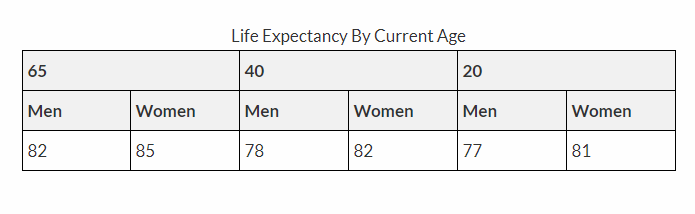 Life Expectancy By Current Age
65 40 20
Men Women Men Women Men Women
82 85 78 82 77 81